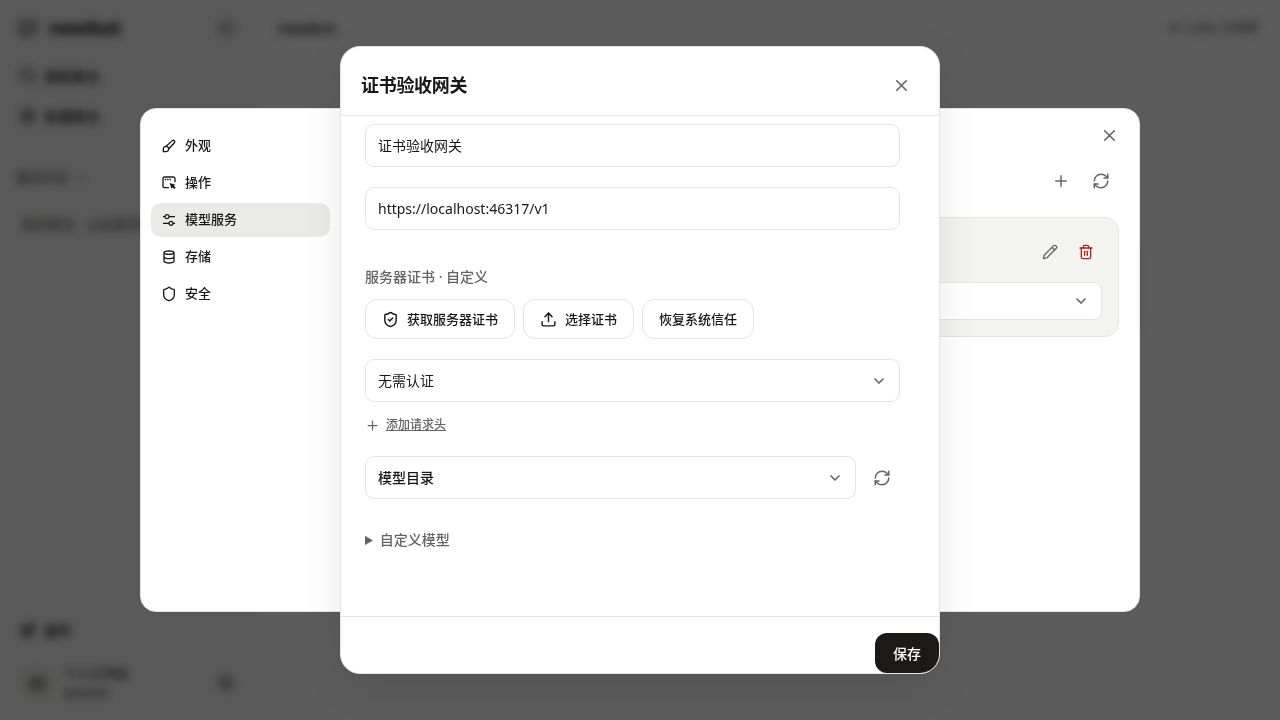 newbot
newbot
证书验收网关
外观
操作
模型服务
存储
安全
证书验收网关
https://localhost:46317/v1
服务器证书 · 自定义
获取服务器证书
选择证书
恢复系统信任
无需认证
添加请求头
模型目录
自定义模型
保存